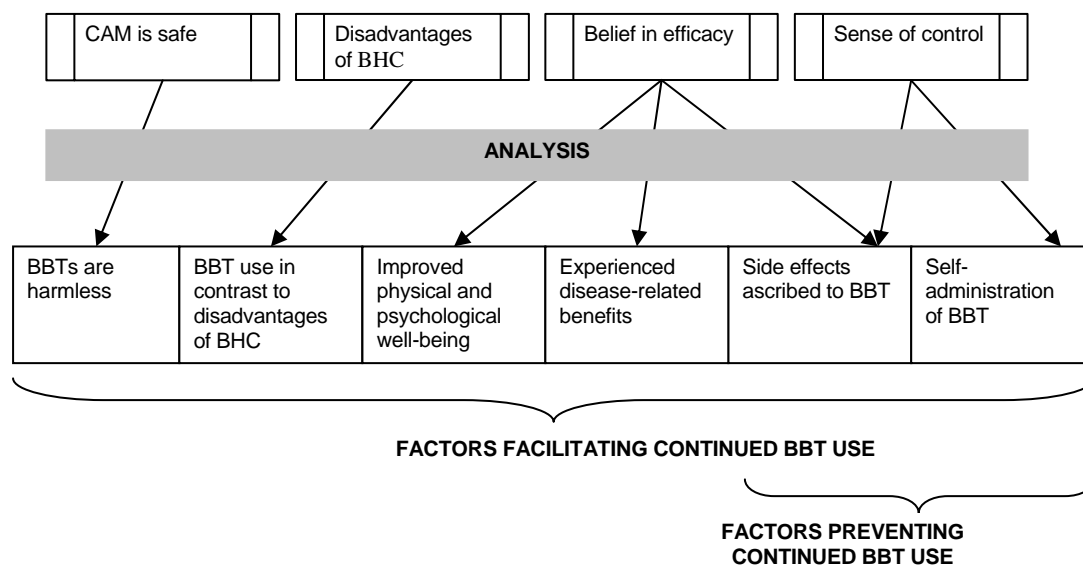 CAM is safe
Disadvantages
of BHC
Belief in efficacy
Sense of control
ANALYSIS
BBTs are
harmless
BBT use in
contrast to
disadvantages
of BHC
Improved
physical and
psychological
well-being
Experienced
disease-related
benefits
Side effects
ascribed to BBT
Self-
administration
of BBT
FACTORS FACILITATING CONTINUED BBT USE
FACTORS PREVENTING
CONTINUED BBT USE